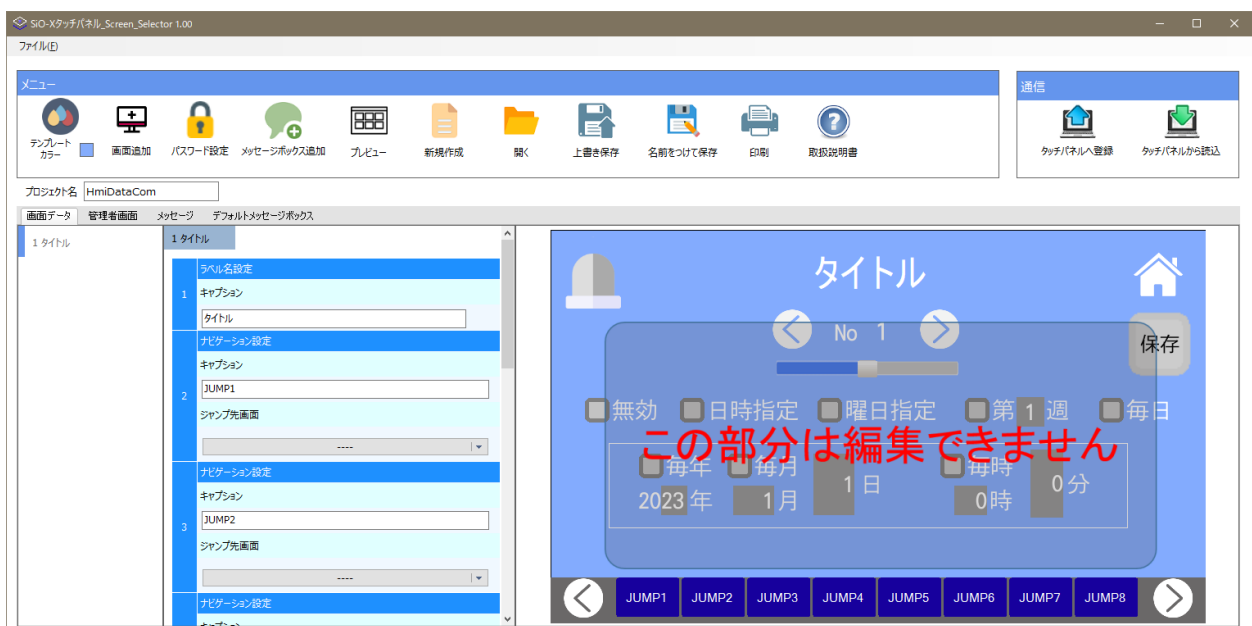 SiO-Xタッチパネル_Screen_Selector 1.00
ファイル(F)
メニュー
通信
テンプレートカラー
画面追加
パスワード設定
メッセージボックス追加
プレビュー
新規作成
開く
上書き保存
名前をつけて保存
印刷
取扱説明書
タッチパネルへ登録
タッチパネルから読込
プロジェクト名 HmiDataCom
画面データ 管理者画面 メッセージ デフォルトメッセージボックス
1 タイトル
1 タイトル
ラベル名設定
1 キャプション
タイトル
ナビゲーション設定
キャプション
JUMP1
2
ジャンプ先画面
----
ナビゲーション設定
キャプション
JUMP2
3
ジャンプ先画面
----
ナビゲーション設定
キャプション
タイトル
No 1
保存
無効 日時指定 曜日指定 第 1 週 毎日
この部分は編集できません
毎年 毎月 1 日 毎時 0 分
2023 年 1 月 0 時
JUMP1 JUMP2 JUMP3 JUMP4 JUMP5 JUMP6 JUMP7 JUMP8